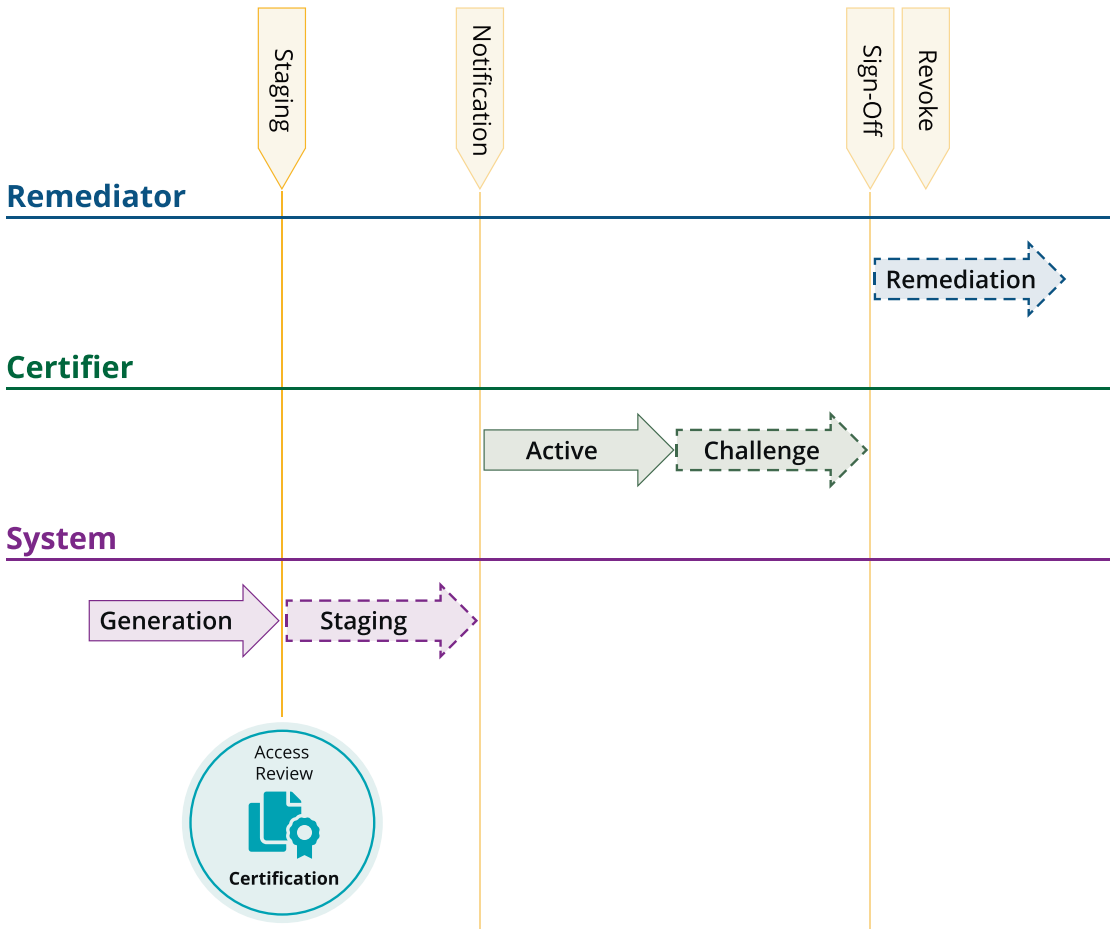 Staging
Notification
Sign-Off
Revoke
Remediator
Remediation
Certifier
Active
Challenge
System
Generation
Staging
Access
Review
Certification